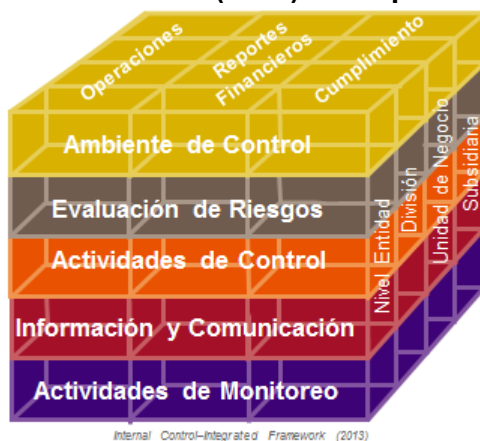 Operaciones
Reportes
Financieros
Cumplimiento
Ambiente de Control
Evaluación de Riesgos
Actividades de Control
Información y Comunicación
Actividades de Monitoreo
Nivel Entidad
División
Unidad de Negocio
Subsidiaria
Internal Control–Integrated Framework (2013)